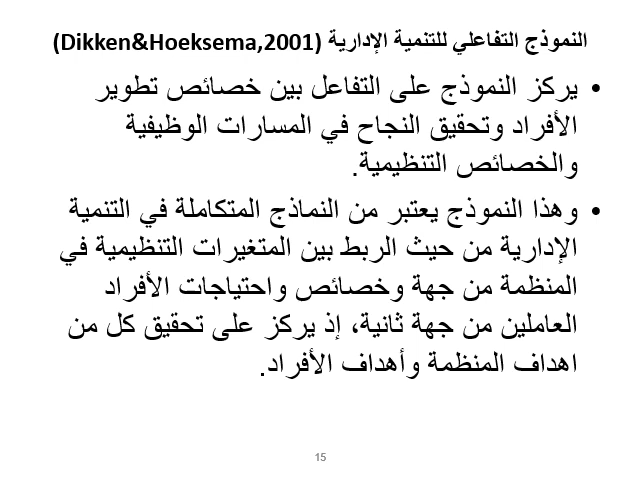 النموذج التفاعلي للتنمية الإدارية (Dikken&Hoeksema,2001)
• يركز النموذج على التفاعل بين خصائص تطوير
الأفراد وتحقيق النجاح في المسارات الوظيفية
والخصائص التنظيمية.
• وهذا النموذج يعتبر من النماذج المتكاملة في التنمية
الإدارية من حيث الربط بين المتغيرات التنظيمية في
المنظمة من جهة وخصائص واحتياجات الأفراد
العاملين من جهة ثانية، إذ يركز على تحقيق كل من
اهداف المنظمة وأهداف الأفراد.
15